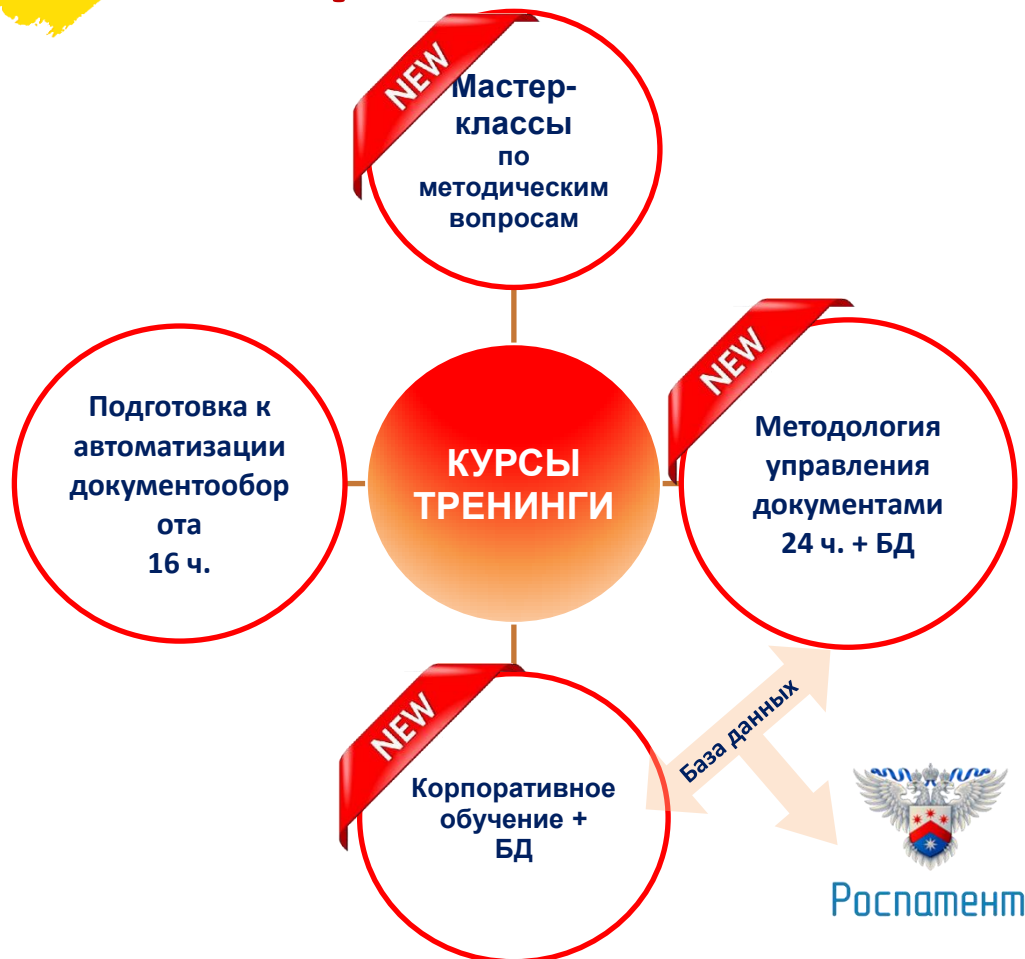 NEW
Мастер-
классы
по
методическим
вопросам
Подготовка к
автоматизации
документообор
ота
16 ч.
КУРСЫ
ТРЕНИНГИ
NEW
Методология
управления
документами
24 ч. + БД
NEW
Корпоративное
обучение +
БД
База данных
Роспатент